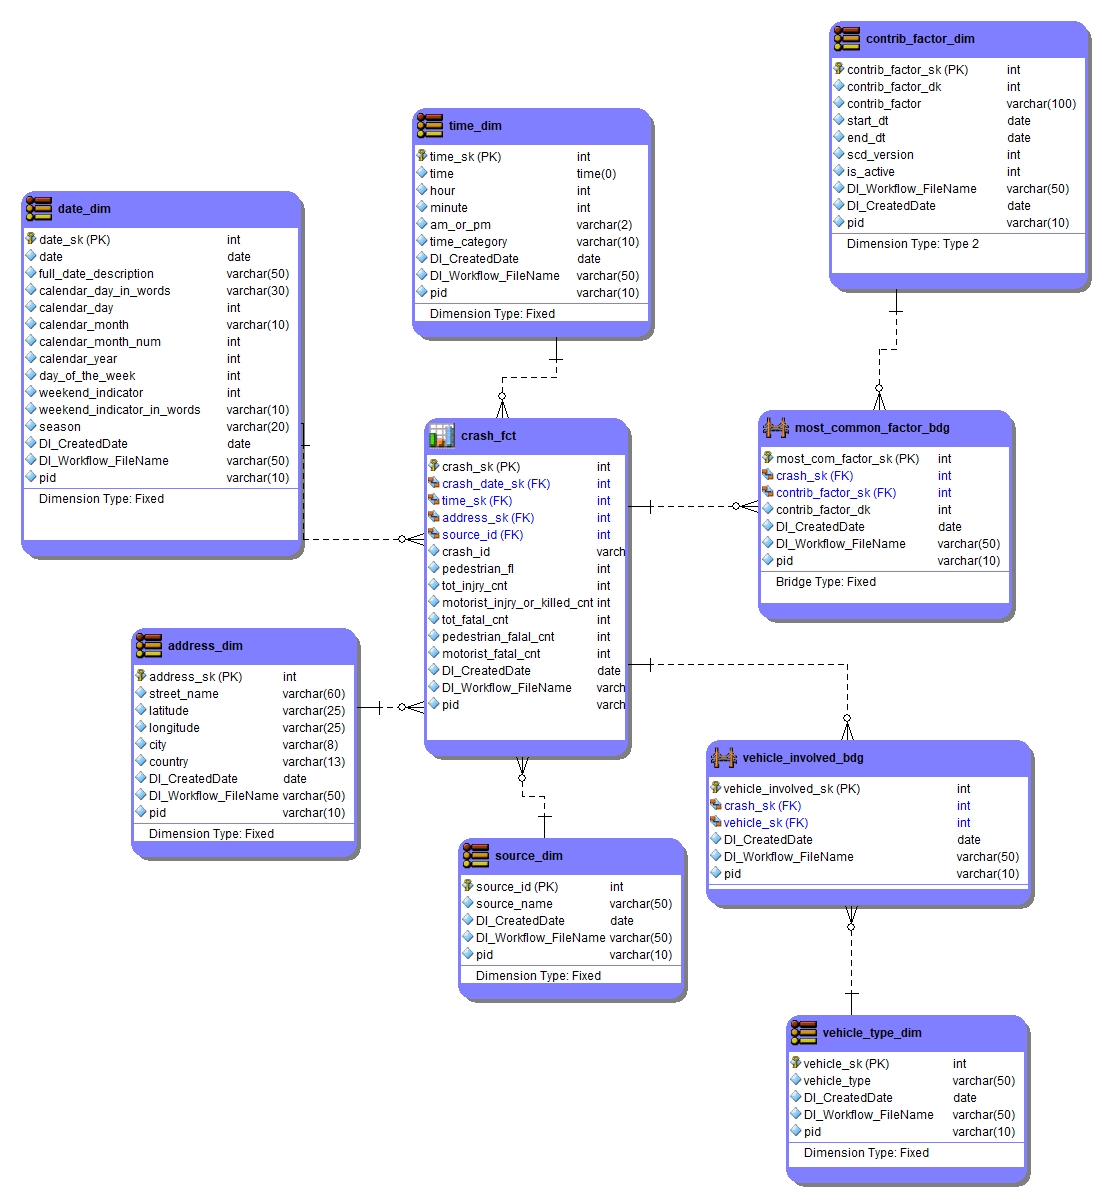 contrib_factor_dim
contrib_factor_sk (PK) int
contrib_factor_dk int
contrib_factor varchar(100)
start_dt date
end_dt date
scd_version int
is_active int
DI_Workflow_FileName varchar(50)
DI_CreatedDate date
pid varchar(10)
Dimension Type: Type 2
time_dim
time_sk (PK) int
time time(0)
hour int
minute int
am_or_pm varchar(2)
time_category varchar(10)
DI_CreatedDate date
DI_Workflow_FileName varchar(50)
pid varchar(10)
Dimension Type: Fixed
date_dim
date_sk (PK) int
date date
full_date_description varchar(50)
calendar_day_in_words varchar(30)
calendar_day int
calendar_month varchar(10)
calendar_month_num int
calendar_year int
day_of_the_week int
weekend_indicator int
weekend_indicator_in_words varchar(10)
season varchar(20)
DI_CreatedDate date
DI_Workflow_FileName varchar(50)
pid varchar(10)
Dimension Type: Fixed
crash_fct
crash_sk (PK) int
crash_date_sk (FK) int
time_sk (FK) int
address_sk (FK) int
source_id (FK) int
crash_id varch
pedestrian_fl int
tot_injry_cnt int
motorist_injry_or_killed_cnt int
tot_fatal_cnt int
pedestrian_falal_cnt int
motorist_fatal_cnt int
DI_CreatedDate date
DI_Workflow_FileName varch
pid varch
most_common_factor_bdg
most_com_factor_sk (PK) int
crash_sk (FK) int
contrib_factor_sk (FK) int
contrib_factor_dk int
DI_CreatedDate date
DI_Workflow_FileName varchar(50)
pid varchar(10)
Bridge Type: Fixed
address_dim
address_sk (PK) int
street_name varchar(60)
latitude varchar(25)
longitude varchar(25)
city varchar(8)
country varchar(13)
DI_CreatedDate date
DI_Workflow_FileName varchar(50)
pid varchar(10)
Dimension Type: Fixed
vehicle_involved_bdg
vehicle_involved_sk (PK) int
crash_sk (FK) int
vehicle_sk (FK) int
DI_CreatedDate date
DI_Workflow_FileName varchar(50)
pid varchar(10)
source_dim
source_id (PK) int
source_name varchar(50)
DI_CreatedDate date
DI_Workflow_FileName varchar(50)
pid varchar(10)
Dimension Type: Fixed
vehicle_type_dim
vehicle_sk (PK) int
vehicle_type varchar(50)
DI_CreatedDate date
DI_Workflow_FileName varchar(50)
pid varchar(10)
Dimension Type: Fixed